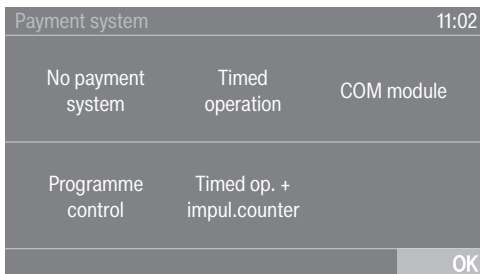 Payment system 11:02
No payment
system
Timed
operation
COM module
Programme
control
Timed op. +
impul.counter
OK